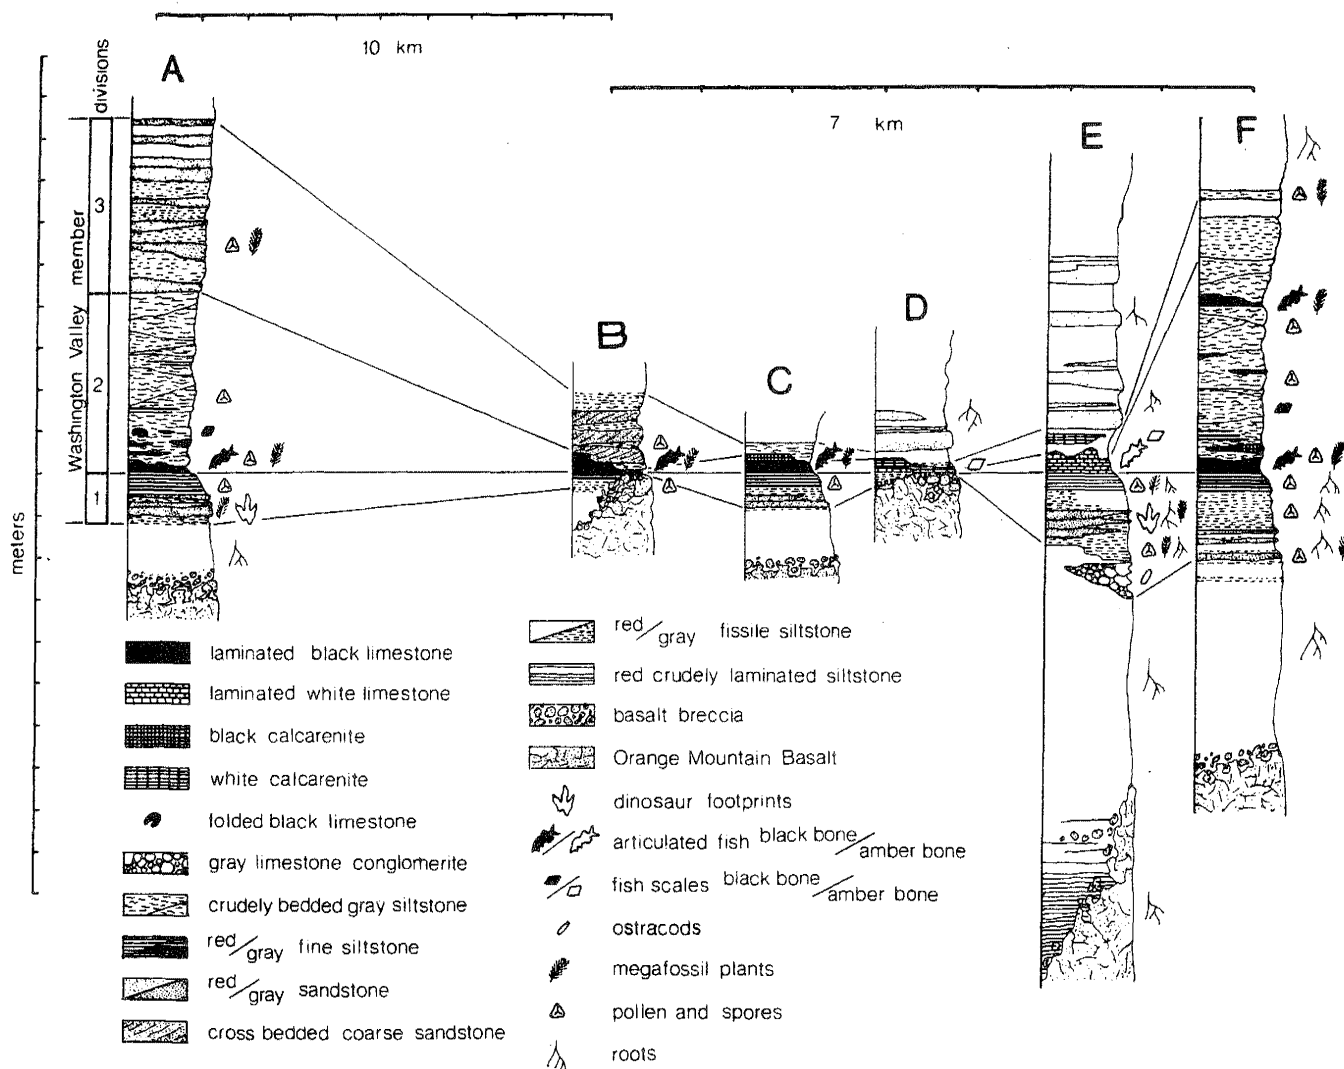 10 km
7 km
A
B
C
D
E
F
divisions
3
2
1
Washington Valley member
meters
laminated black limestone
laminated white limestone
black calcarenite
white calcarenite
folded black limestone
gray limestone conglomerite
crudely bedded gray siltstone
red/gray fine siltstone
red/gray sandstone
cross bedded coarse sandstone
red/gray fissile siltstone
red crudely laminated siltstone
basalt breccia
Orange Mountain Basalt
dinosaur footprints
articulated fish black bone/amber bone
fish scales black bone/amber bone
ostracods
megafossil plants
pollen and spores
roots